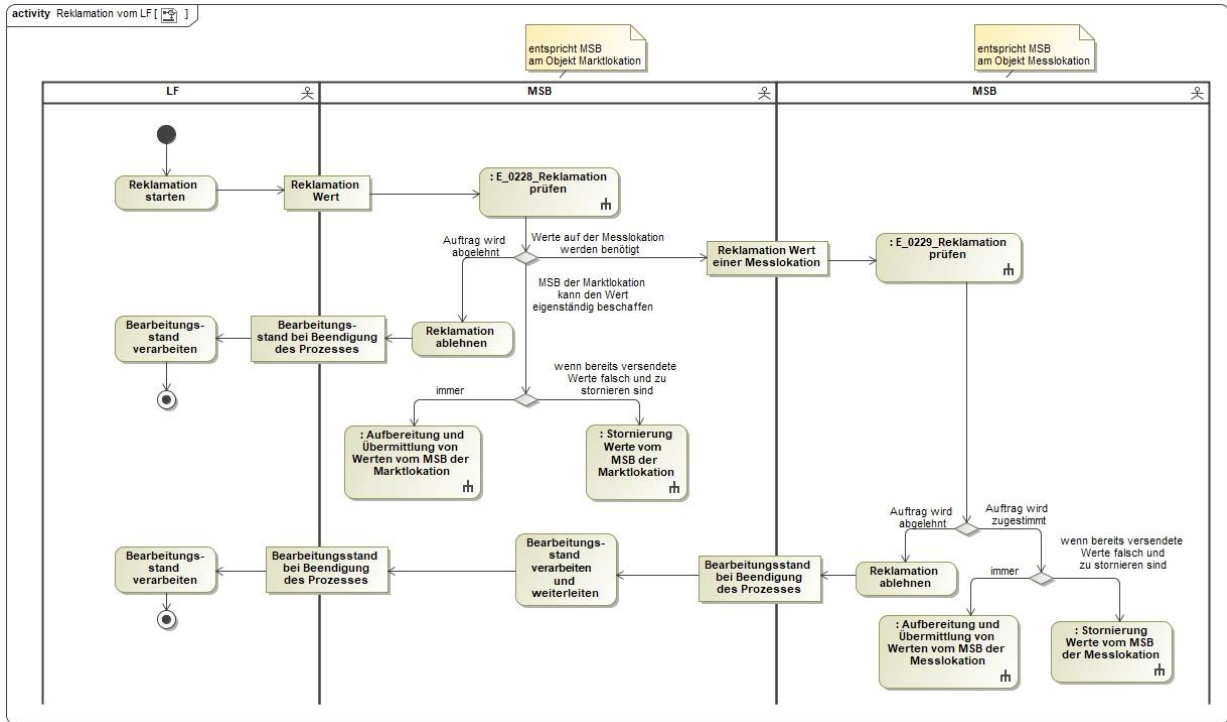 activity Reklamation vom LF [ ]
entspricht MSB
am Objekt Marktlokation
entspricht MSB
am Objekt Messlokation
LF
MSB
MSB
Reklamation
starten
Reklamation
Wert
: E_0228_Reklamation
prüfen
Auftrag wird
abgelehnt
Werte auf der Messlokation
werden benötigt
Reklamation Wert
einer Messlokation
: E_0229_Reklamation
prüfen
MSB der Marktlokation
kann den Wert
eigenständig beschaffen
Bearbeitungs-
stand
verarbeiten
Bearbeitungs-
stand bei Beendigung
des Prozesses
Reklamation
ablehnen
immer
wenn bereits versendete
Werte falsch und zu
stornieren sind
: Aufbereitung und
Übermittlung von
Werten vom MSB der
Marktlokation
: Stornierung
Werte vom
MSB der
Marktlokation
Auftrag wird
abgelehnt
Auftrag wird
zugestimmt
Bearbeitungs-
stand
verarbeiten
Bearbeitungsstand
bei Beendigung
des Prozesses
Bearbeitungs-
stand
verarbeiten
und
weiterleiten
Bearbeitungsstand
bei Beendigung
des Prozesses
Reklamation
ablehnen
immer
wenn bereits versendete
Werte falsch und
zu stornieren sind
: Aufbereitung und
Übermittlung von
Werten vom MSB der
Messlokation
: Stornierung
Werte vom MSB
der Messlokation